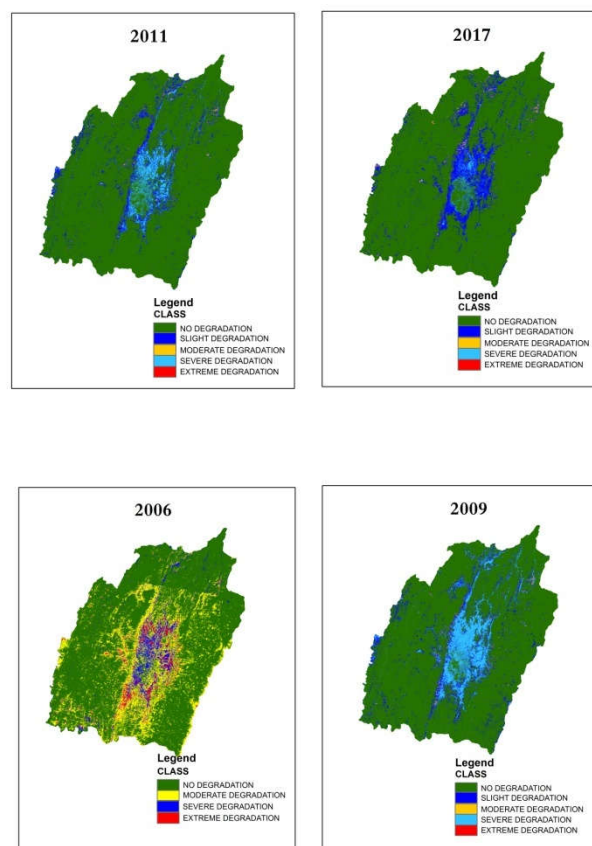 2011
Legend
CLASS
NO DEGRADATION
SLIGHT DEGRADATION
MODERATE DEGRADATION
SEVERE DEGRADATION
EXTREME DEGRADATION
2017
Legend
CLASS
NO DEGRADATION
SLIGHT DEGRADATION
MODERATE DEGRADATION
SEVERE DEGRADATION
EXTREME DEGRADATION
2006
Legend
CLASS
NO DEGRADATION
MODERATE DEGRADATION
SEVERE DEGRADATION
EXTREME DEGRADATION
2009
Legend
CLASS
NO DEGRADATION
SLIGHT DEGRADATION
MODERATE DEGRADATION
SEVERE DEGRADATION
EXTREME DEGRADATION